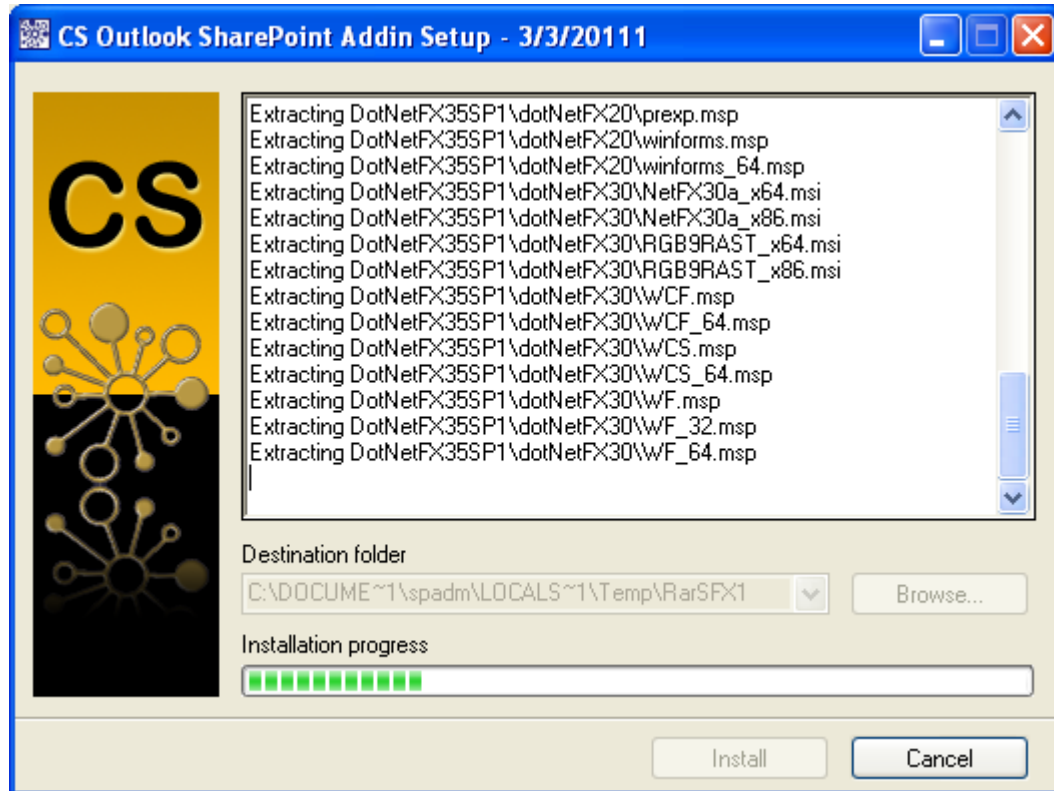 CS Outlook SharePoint Addin Setup - 3/3/20111
CS
Extracting DotNetFX35SP1\dotNetFX20\prexp.msp
Extracting DotNetFX35SP1\dotNetFX20\winforms.msp
Extracting DotNetFX35SP1\dotNetFX20\winforms_64.msp
Extracting DotNetFX35SP1\dotNetFX30\NetFX30a_x64.msi
Extracting DotNetFX35SP1\dotNetFX30\NetFX30a_x86.msi
Extracting DotNetFX35SP1\dotNetFX30\RGB9RAST_x64.msi
Extracting DotNetFX35SP1\dotNetFX30\RGB9RAST_x86.msi
Extracting DotNetFX35SP1\dotNetFX30\WCF.msp
Extracting DotNetFX35SP1\dotNetFX30\WCF_64.msp
Extracting DotNetFX35SP1\dotNetFX30\WCS.msp
Extracting DotNetFX35SP1\dotNetFX30\WCS_64.msp
Extracting DotNetFX35SP1\dotNetFX30\WF.msp
Extracting DotNetFX35SP1\dotNetFX30\WF_32.msp
Extracting DotNetFX35SP1\dotNetFX30\WF_64.msp
Destination folder
C:\DOCUME~1\spadm\LOCALS~1\Temp\RarSFX1
Browse...
Installation progress
Install
Cancel